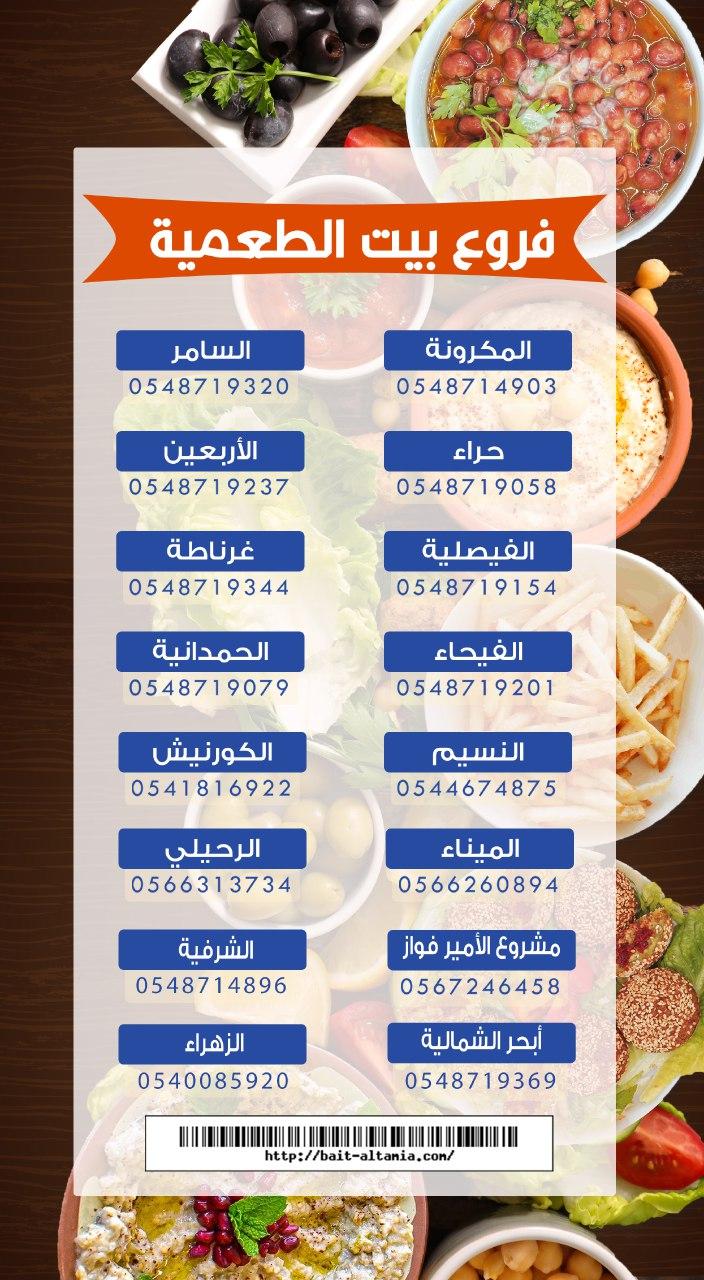 فروع بيت الطعمية
المكرونة
0548714903
السامر
0548719320
حراء
0548719058
الأربعين
0548719237
الفيصلية
0548719154
غرناطة
0548719344
الفيحاء
0548719201
الحمدانية
0548719079
النسيم
0544674875
الكورنيش
0541816922
الميناء
0566260894
الرحيلي
0566313734
مشروع الأمير فواز
0567246458
الشرفية
0548714896
أبحر الشمالية
0548719369
الزهراء
0540085920
http://bait-altamia.com/